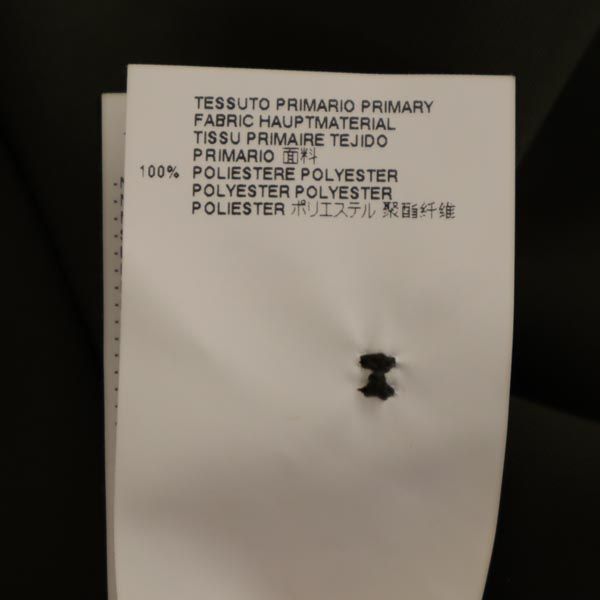 TESSUTO PRIMARIO PRIMARY
FABRIC HAUPTMATERIAL
TISSU PRIMAIRE TEJIDO
PRIMARIO 面料
100% POLIESTERE POLYESTER
POLYESTER POLYESTER
POLIESTER ポリエステル 聚酯纤维